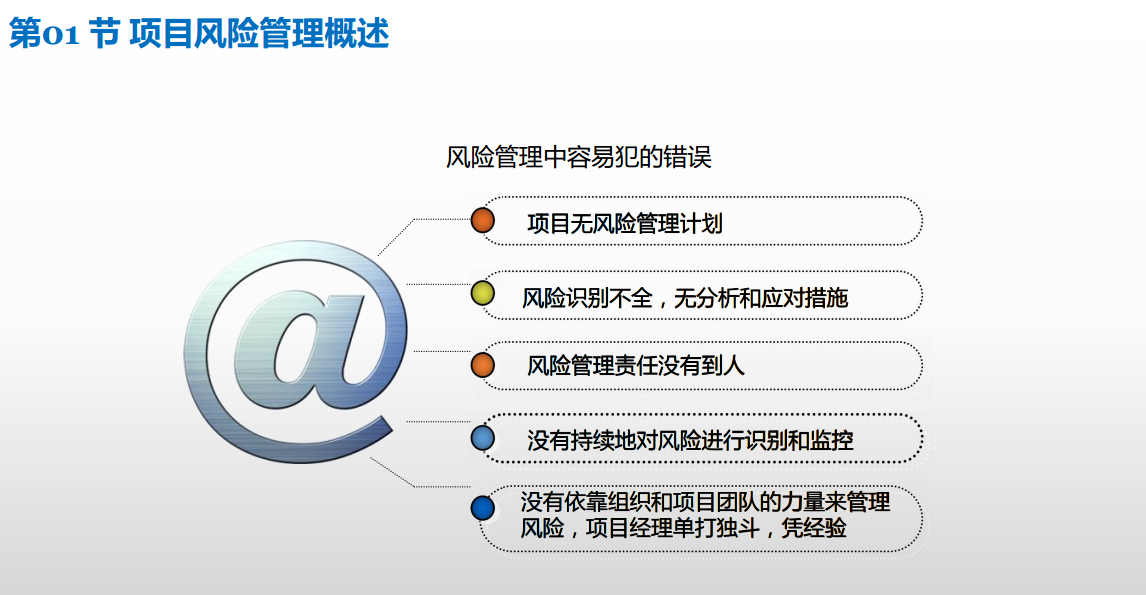 第01 节 项目风险管理概述
风险管理中容易犯的错误
项目无风险管理计划
风险识别不全，无分析和应对措施
风险管理责任没有到人
没有持续地对风险进行识别和监控
没有依靠组织和项目团队的力量来管理
风险，项目经理单打独斗，凭经验
@